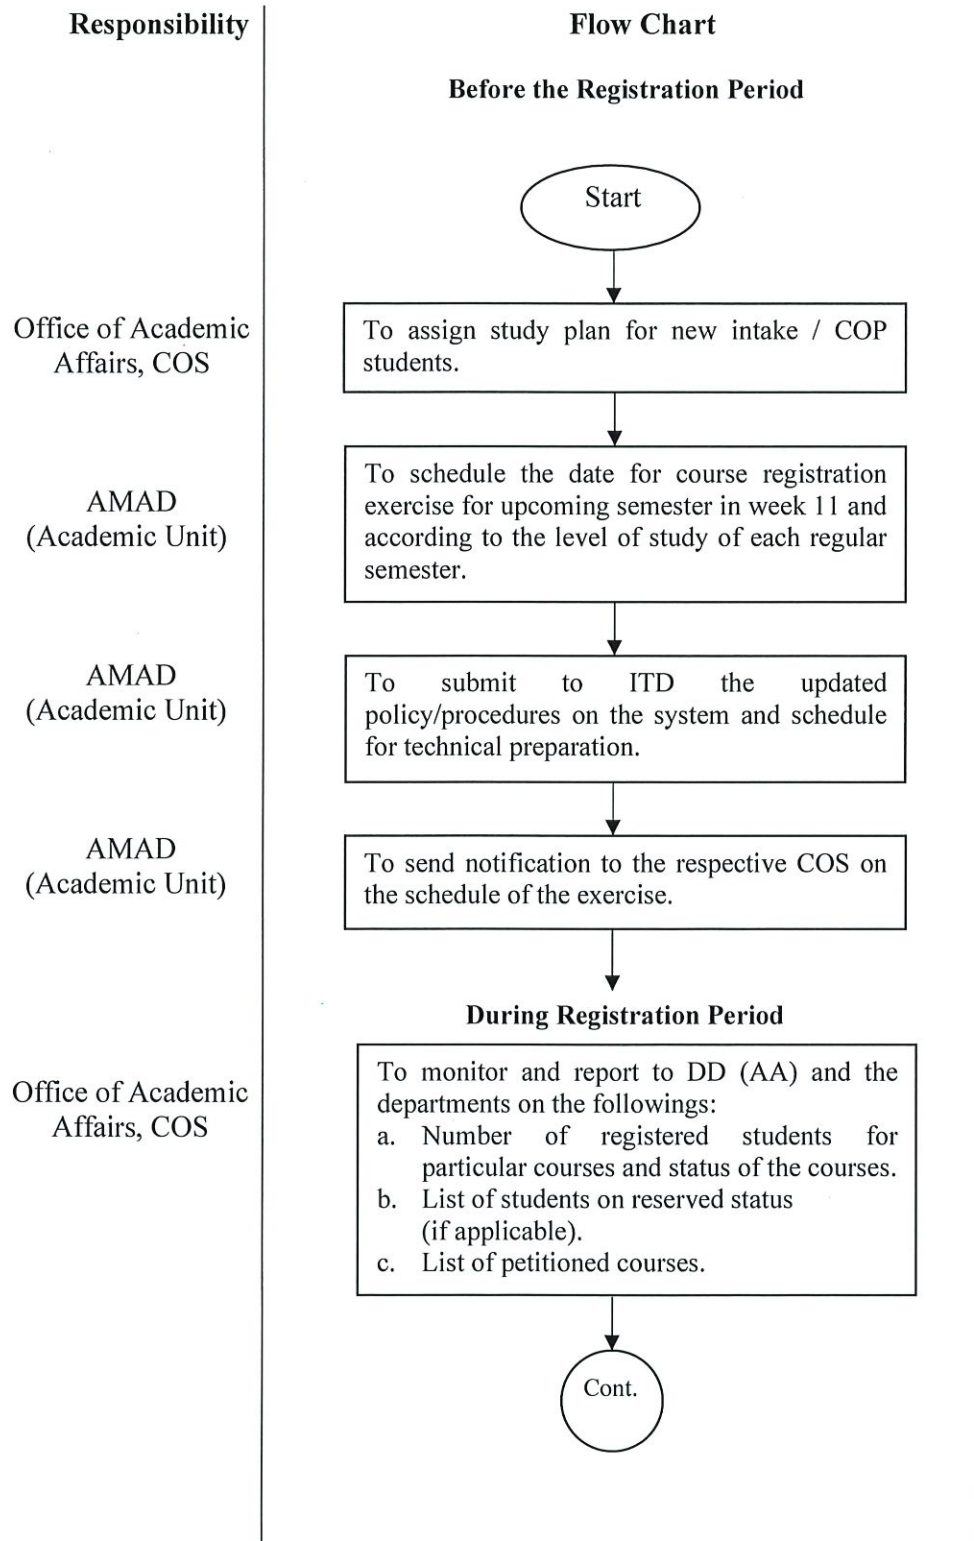 Responsibility
Flow Chart
Before the Registration Period
Start
Office of Academic
Affairs, COS
To assign study plan for new intake / COP
students.
AMAD
(Academic Unit)
To schedule the date for course registration
exercise for upcoming semester in week 11 and
according to the level of study of each regular
semester.
AMAD
(Academic Unit)
To submit to ITD the updated
policy/procedures on the system and schedule
for technical preparation.
AMAD
(Academic Unit)
To send notification to the respective COS on
the schedule of the exercise.
During Registration Period
Office of Academic
Affairs, COS
To monitor and report to DD (AA) and the
departments on the followings:
a. Number of registered students for
particular courses and status of the courses.
b. List of students on reserved status
(if applicable).
c. List of petitioned courses.
Cont.